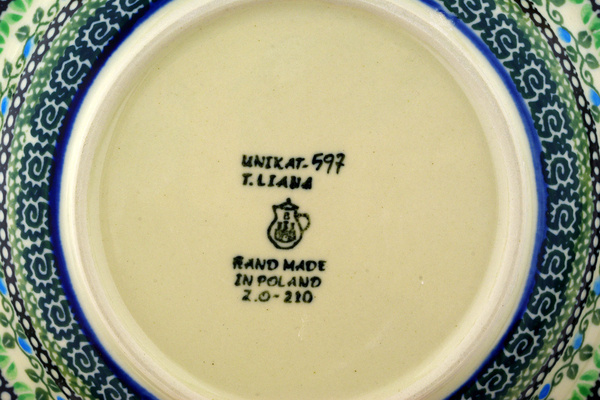 UNIKAT-597
T.LIANA
HAND MADE
IN POLAND
Z.O-210